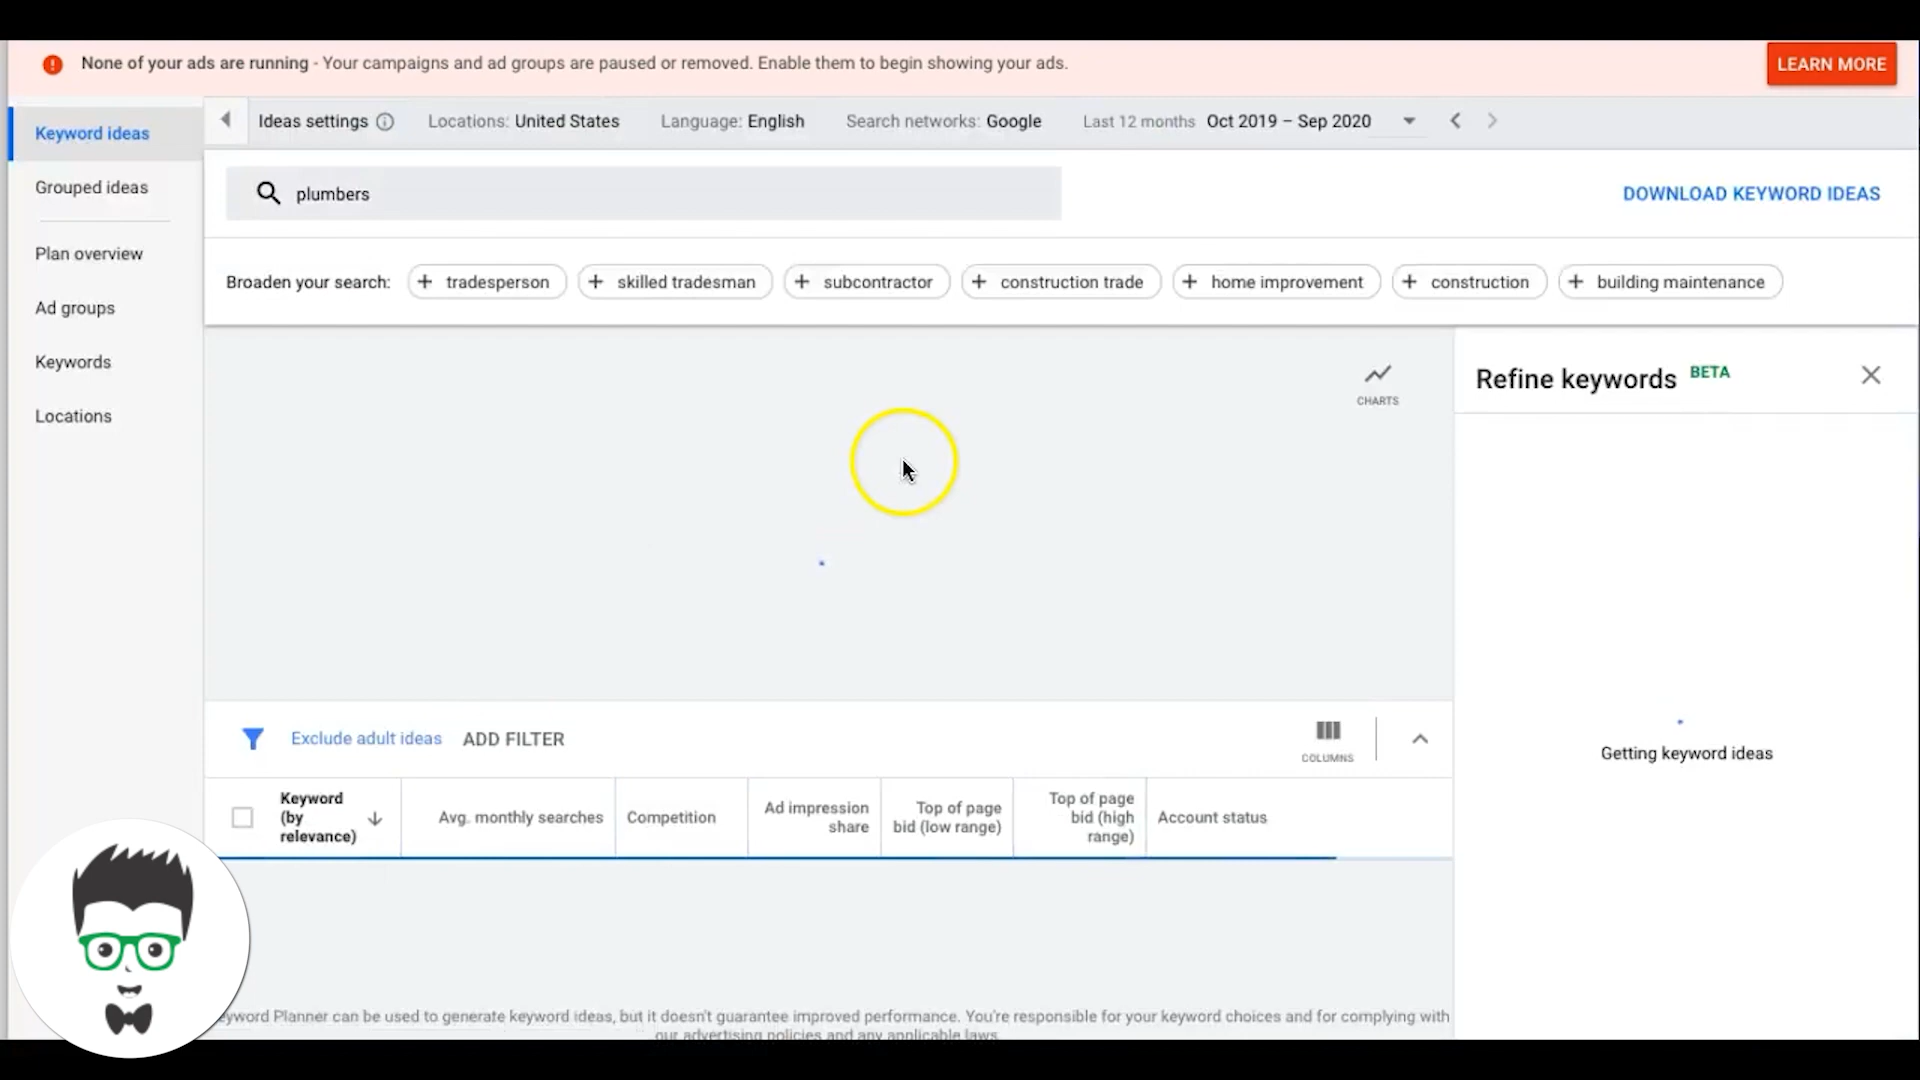 None of your ads are running - Your campaigns and ad groups are paused or removed. Enable them to begin showing your ads.
LEARN MORE
Keyword ideas
Grouped ideas
Plan overview
Ad groups
Keywords
Locations
Ideas settings
Locations: United States
Language: English
Search networks: Google
Last 12 months Oct 2019 – Sep 2020
plumbers
DOWNLOAD KEYWORD IDEAS
Broaden your search:
+ tradesperson
+ skilled tradesman
+ subcontractor
+ construction trade
+ home improvement
+ construction
+ building maintenance
CHARTS
Refine keywords BETA
Getting keyword ideas
Exclude adult ideas
ADD FILTER
COLUMNS
Keyword
(by
relevance)
Avg. monthly searches
Competition
Ad impression
share
Top of page
bid (low range)
Top of page
bid (high
range)
Account status
eyword Planner can be used to generate keyword ideas, but it doesn't guarantee improved performance. You're responsible for your keyword choices and for complying with
our advertising policies and any applicable laws.